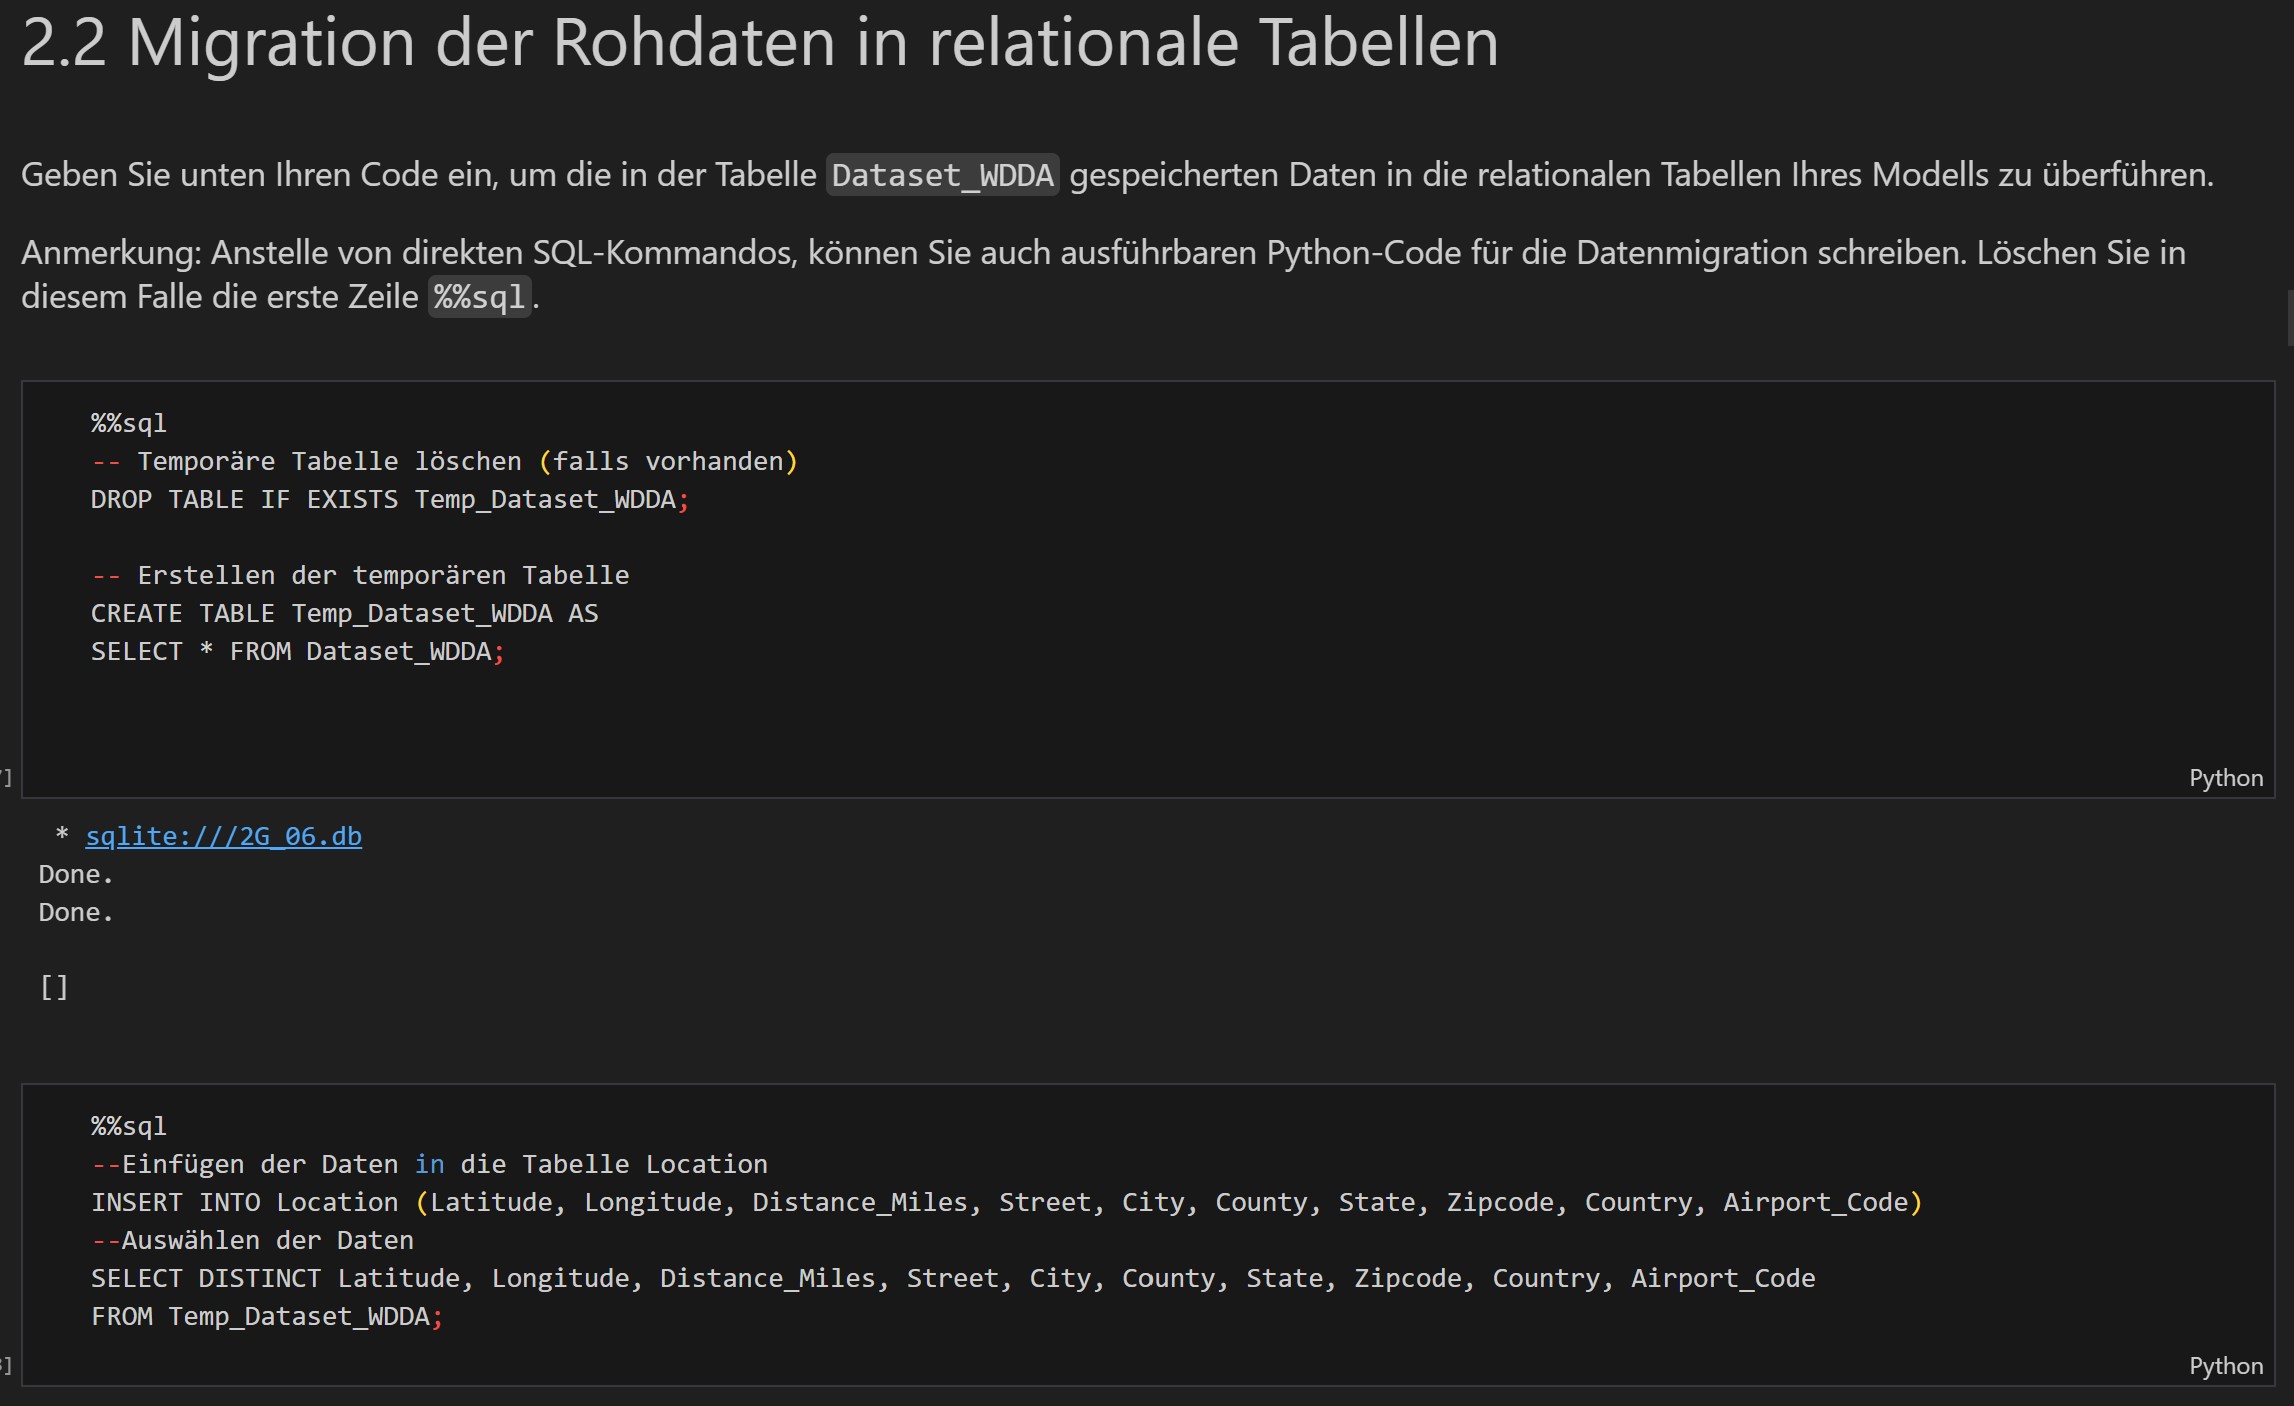 2.2 Migration der Rohdaten in relationale Tabellen
Geben Sie unten Ihren Code ein, um die in der Tabelle Dataset_WDDA gespeicherten Daten in die relationalen Tabellen Ihres Modells zu überführen.
Anmerkung: Anstelle von direkten SQL-Kommandos, können Sie auch ausführbaren Python-Code für die Datenmigration schreiben. Löschen Sie in
diesem Falle die erste Zeile %%sql.
%%sql
-- Temporäre Tabelle löschen (falls vorhanden)
DROP TABLE IF EXISTS Temp_Dataset_WDDA;
-- Erstellen der temporären Tabelle
CREATE TABLE Temp_Dataset_WDDA AS
SELECT * FROM Dataset_WDDA;
]
Python
* sqlite:///2G_06.db
Done.
Done.
[]
%%sql
--Einfügen der Daten in die Tabelle Location
INSERT INTO Location (Latitude, Longitude, Distance_Miles, Street, City, County, State, Zipcode, Country, Airport_Code)
--Auswählen der Daten
SELECT DISTINCT Latitude, Longitude, Distance_Miles, Street, City, County, State, Zipcode, Country, Airport_Code
FROM Temp_Dataset_WDDA;
]
Python